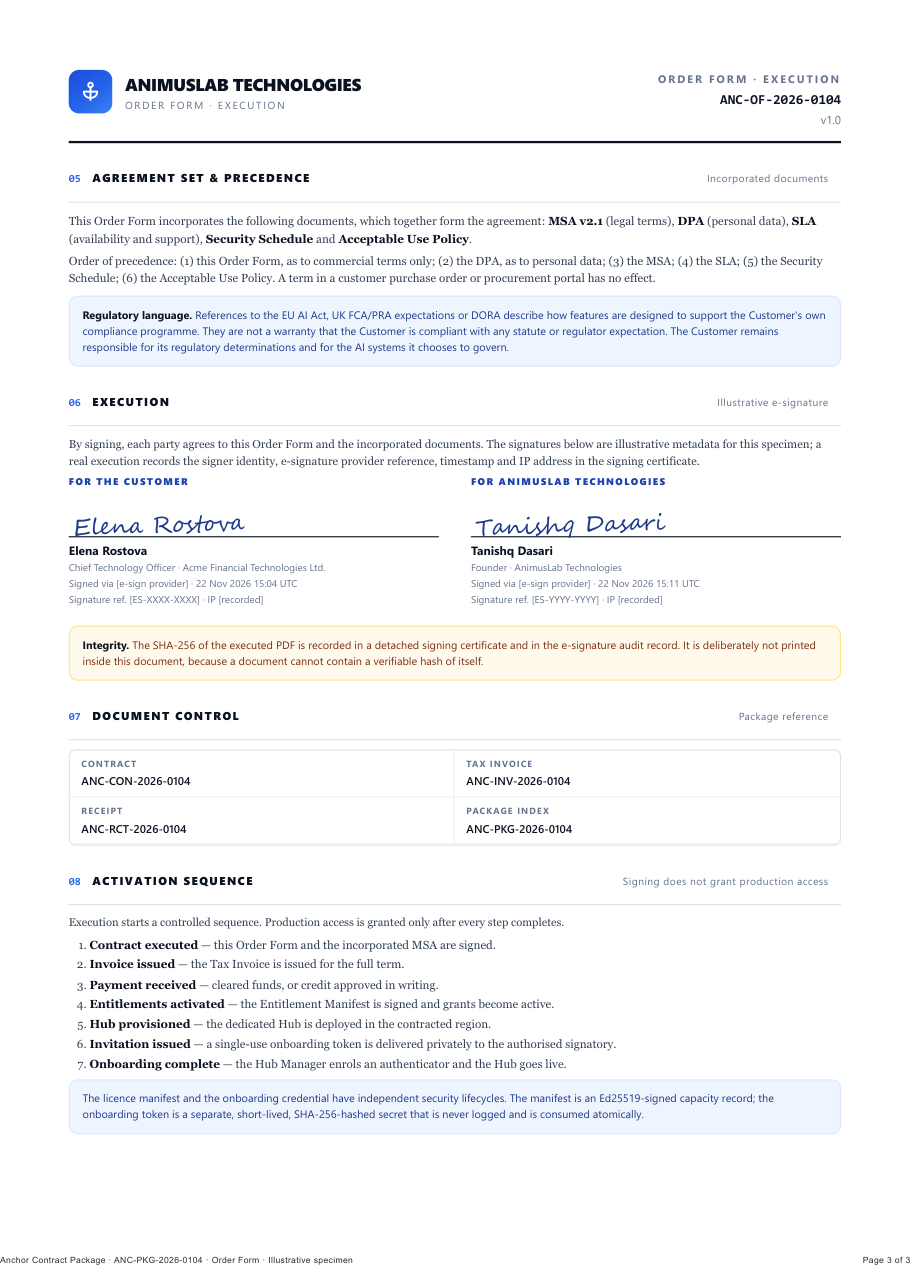 ANIMUSLAB TECHNOLOGIES
ORDER FORM · EXECUTION
ORDER FORM · EXECUTION
ANC-OF-2026-0104
v1.0
05 AGREEMENT SET & PRECEDENCE
Incorporated documents
This Order Form incorporates the following documents, which together form the agreement: MSA v2.1 (legal terms), DPA (personal data), SLA
(availability and support), Security Schedule and Acceptable Use Policy.
Order of precedence: (1) this Order Form, as to commercial terms only; (2) the DPA, as to personal data; (3) the MSA; (4) the SLA; (5) the Security
Schedule; (6) the Acceptable Use Policy. A term in a customer purchase order or procurement portal has no effect.
Regulatory language. References to the EU AI Act, UK FCA/PRA expectations or DORA describe how features are designed to support the Customer's own
compliance programme. They are not a warranty that the Customer is compliant with any statute or regulator expectation. The Customer remains
responsible for its regulatory determinations and for the AI systems it chooses to govern.
06 EXECUTION
Illustrative e-signature
By signing, each party agrees to this Order Form and the incorporated documents. The signatures below are illustrative metadata for this specimen; a
real execution records the signer identity, e-signature provider reference, timestamp and IP address in the signing certificate.
FOR THE CUSTOMER
Elena Rostova
Elena Rostova
Chief Technology Officer · Acme Financial Technologies Ltd.
Signed via [e-sign provider] · 22 Nov 2026 15:04 UTC
Signature ref. [ES-XXXX-XXXX] · IP [recorded]
FOR ANIMUSLAB TECHNOLOGIES
Tanishq Dasari
Tanishq Dasari
Founder · AnimusLab Technologies
Signed via [e-sign provider] · 22 Nov 2026 15:11 UTC
Signature ref. [ES-YYYY-YYYY] · IP [recorded]
Integrity. The SHA-256 of the executed PDF is recorded in a detached signing certificate and in the e-signature audit record. It is deliberately not printed
inside this document, because a document cannot contain a verifiable hash of itself.
07 DOCUMENT CONTROL
Package reference
CONTRACT
ANC-CON-2026-0104
TAX INVOICE
ANC-INV-2026-0104
RECEIPT
ANC-RCT-2026-0104
PACKAGE INDEX
ANC-PKG-2026-0104
08 ACTIVATION SEQUENCE
Signing does not grant production access
Execution starts a controlled sequence. Production access is granted only after every step completes.
1. Contract executed — this Order Form and the incorporated MSA are signed.
2. Invoice issued — the Tax Invoice is issued for the full term.
3. Payment received — cleared funds, or credit approved in writing.
4. Entitlements activated — the Entitlement Manifest is signed and grants become active.
5. Hub provisioned — the dedicated Hub is deployed in the contracted region.
6. Invitation issued — a single-use onboarding token is delivered privately to the authorised signatory.
7. Onboarding complete — the Hub Manager enrols an authenticator and the Hub goes live.
The licence manifest and the onboarding credential have independent security lifecycles. The manifest is an Ed25519-signed capacity record; the
onboarding token is a separate, short-lived, SHA-256-hashed secret that is never logged and is consumed atomically.
Anchor Contract Package · ANC-PKG-2026-0104 · Order Form · Illustrative specimen
Page 3 of 3